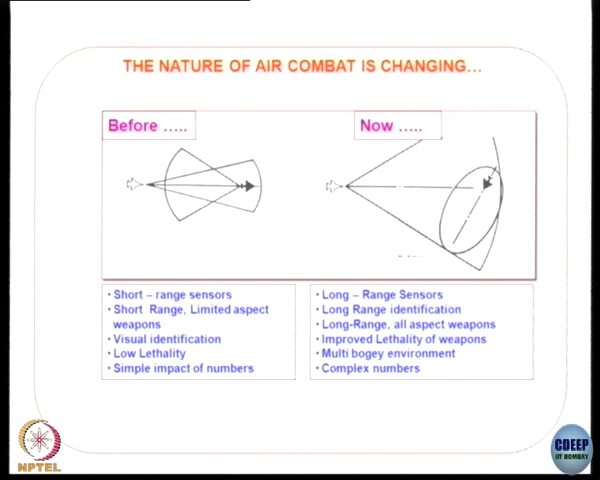 THE NATURE OF AIR COMBAT IS CHANGING...
Before .....
Now .....
• Short – range sensors
• Short Range, Limited aspect
weapons
• Visual identification
• Low Lethality
• Simple impact of numbers
• Long – Range Sensors
• Long Range identification
• Long-Range, all aspect weapons
• Improved Lethality of weapons
• Multi bogey environment
• Complex numbers
NPTEL
CDEEP
IIT BOMBAY